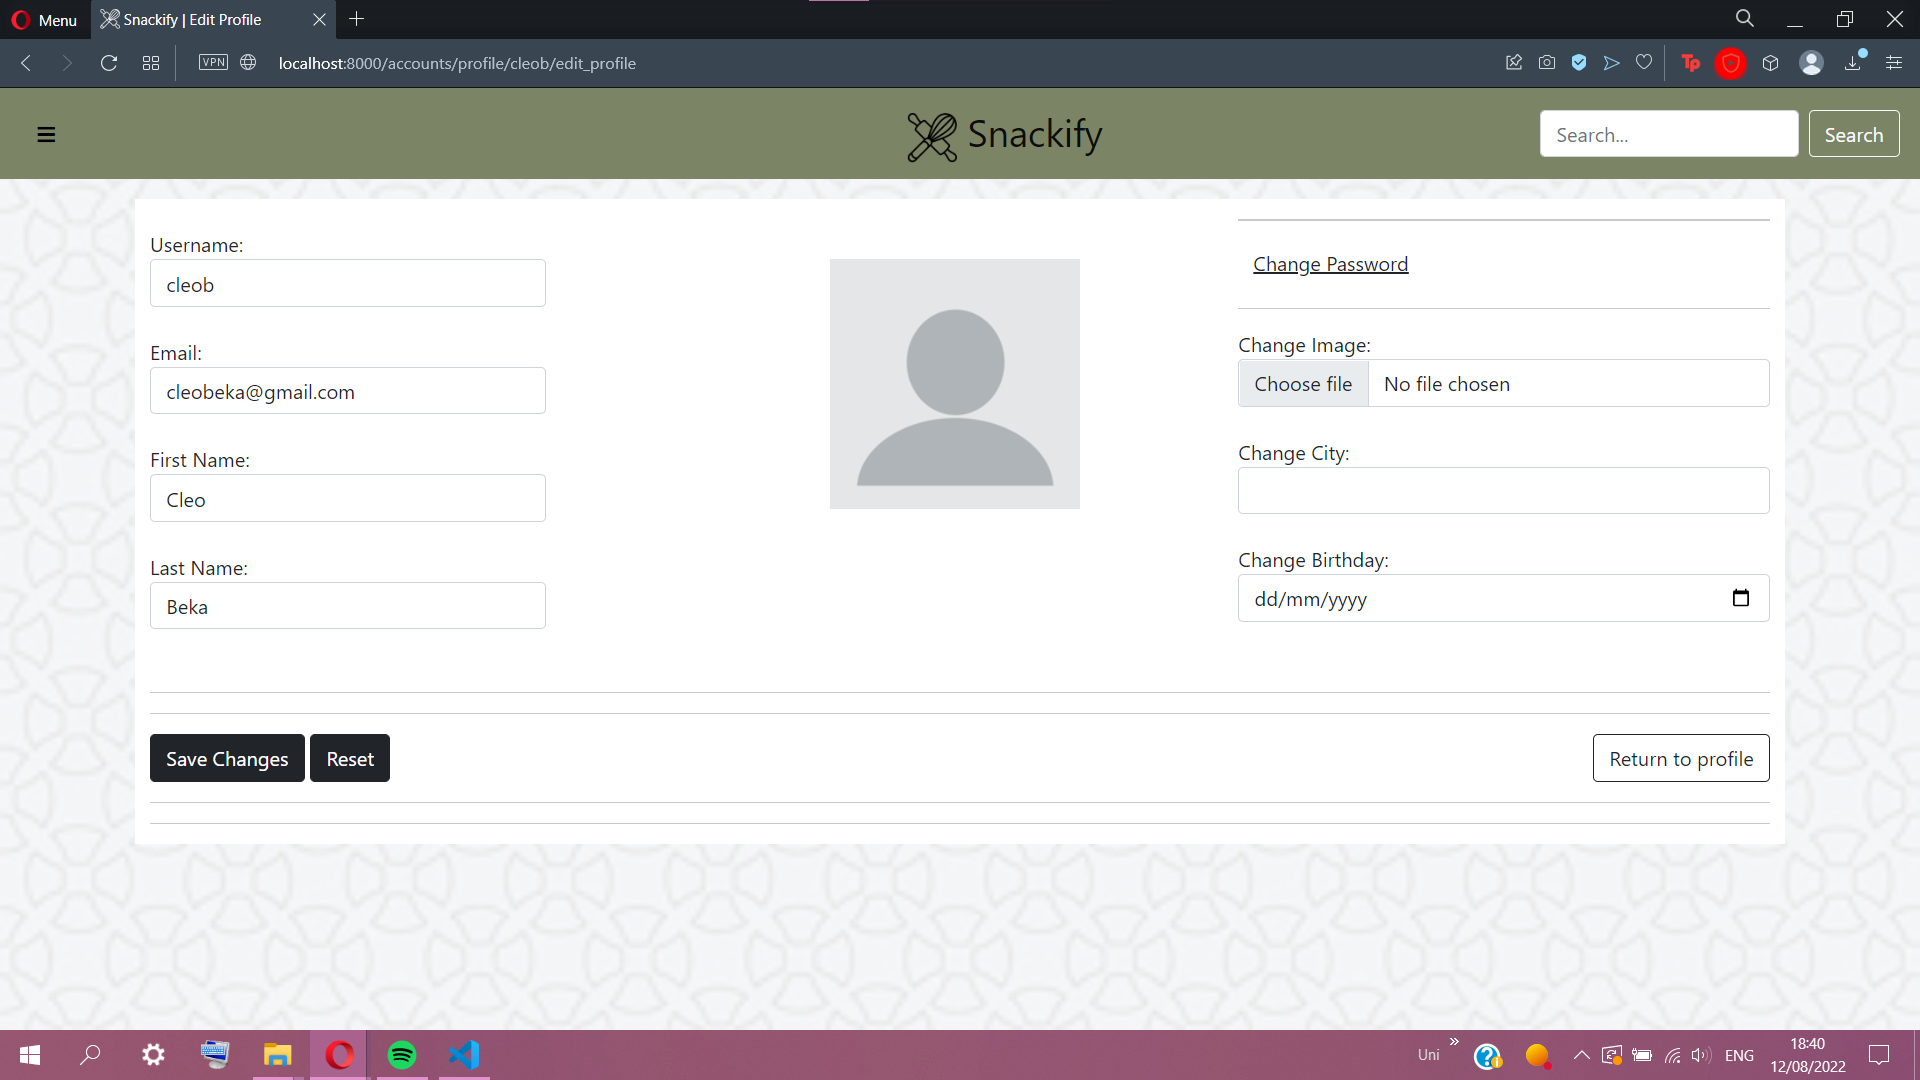 Menu
Snackify | Edit Profile
VPN
localhost:8000/accounts/profile/cleob/edit_profile
Tp
Snackify
Search...
Search
Username:
cleob
Email:
cleobeka@gmail.com
First Name:
Cleo
Last Name:
Beka
Change Password
Change Image:
Choose file No file chosen
Change City:
Change Birthday:
dd/mm/yyyy
Save Changes
Reset
Return to profile
Uni
ENG
18:40
12/08/2022